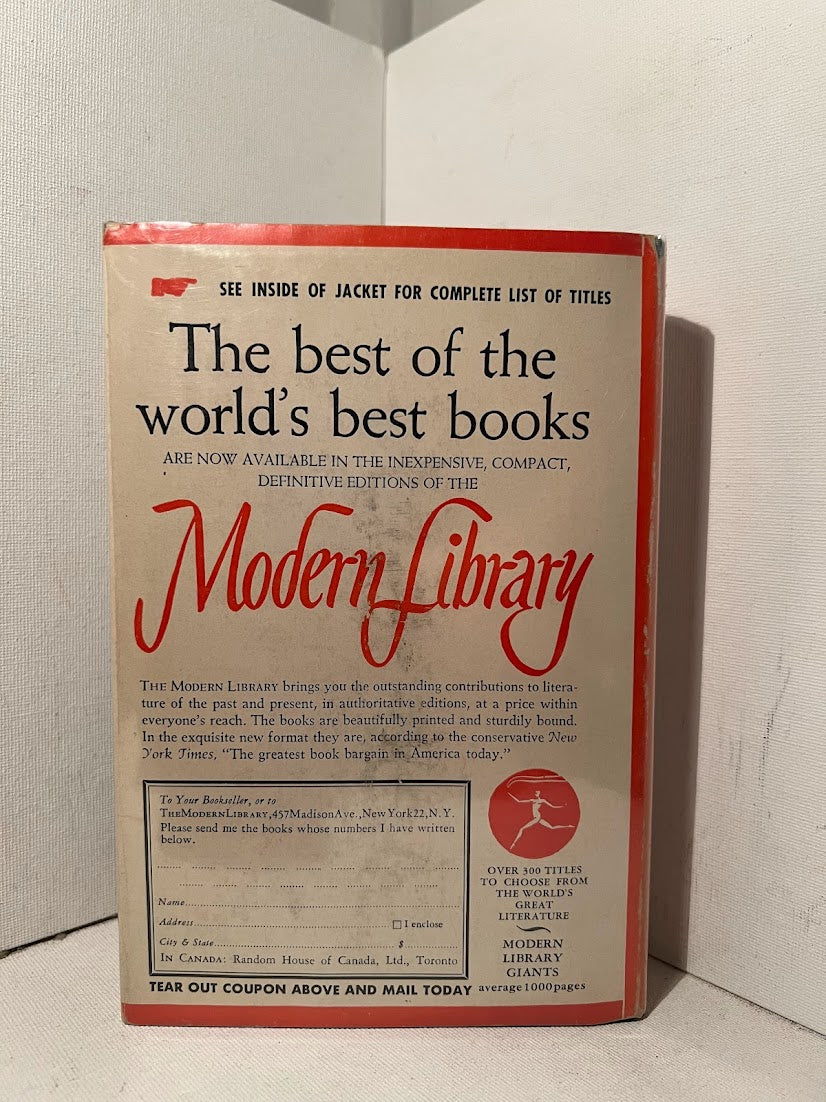 SEE INSIDE OF JACKET FOR COMPLETE LIST OF TITLES
The best of the
world's best books
ARE NOW AVAILABLE IN THE INEXPENSIVE, COMPACT,
DEFINITIVE EDITIONS OF THE
Modern Library
THE MODERN LIBRARY brings you the outstanding contributions to litera-
ture of the past and present, in authoritative editions, at a price within
everyone's reach. The books are beautifully printed and sturdily bound.
In the exquisite new format they are, according to the conservative New
York Times, "The greatest book bargain in America today."
To Your Bookseller, or to
THE MODERN LIBRARY, 457 Madison Ave., New York 22, N. Y.
Please send me the books whose numbers I have written
below.
Name
Address
I enclose
City & State
$
IN CANADA: Random House of Canada, Ltd., Toronto
TEAR OUT COUPON ABOVE AND MAIL TODAY
OVER 300 TITLES
TO CHOOSE FROM
THE WORLD'S
GREAT
LITERATURE
MODERN
LIBRARY
GIANTS
average 1000 pages